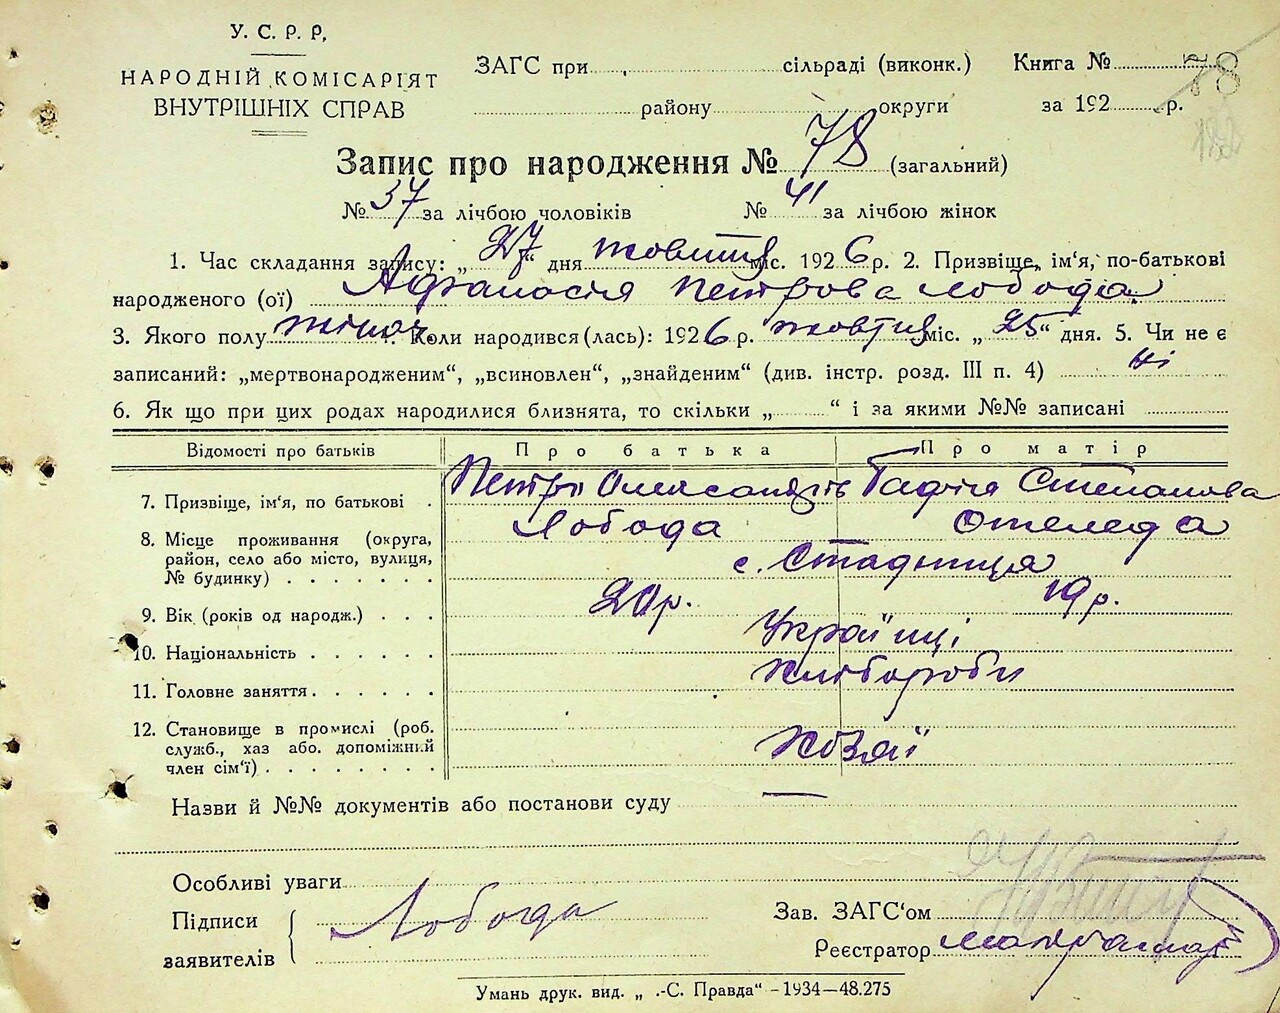 У. С. Р. Р,
НАРОДНІЙ КОМІСАРІЯТ
ВНУТРІШНІХ СПРАВ
ЗАГС при сільраді (виконк.) Книга №
78
району округи за 192 р.
Запис про народження № 78 (загальний)
№ 37 за лічбою чоловіків № 41 за лічбою жінок
1. Час складання запису: „27“ дня жовтня міс. 1926 р. 2. Призвіще, ім'я, по-батькові
народженого (ої) Афанасія Петрова Лобода
3. Якого полу жіноч. Коли народився (лась): 1926 р. жовтня міс. „25“ дня. 5. Чи не є
записаний: „мертвонародженим“, „всиновлен“, „знайденим“ (див. інстр. розд. III п. 4) ні
6. Як що при цих родах народилися близнята, то скільки „ “ і за якими №№ записані
Відомості про батьків Про батька Про матір
7. Призвіще, ім'я, по батькові Петро Олександрів Гафія Степанова
Лобода
8. Місце проживання (округа, район, село або місто, вулиця, № будинку) с. Стадниця
9. Вік (років од народж.) 20 р. 19 р.
10. Національність Українці
11. Головне заняття Хлібороби
12. Становище в промислі (роб. служб., хаз або. допоміжний член сім'ї) Хозяї
Назви й №№ документів або постанови суду —
Особливі уваги
Підписи заявителів Лобода
Зав. ЗАГС'ом
Реєстратор
Умань друк. вид. „ .-С. Правда“ - 1934—48.275